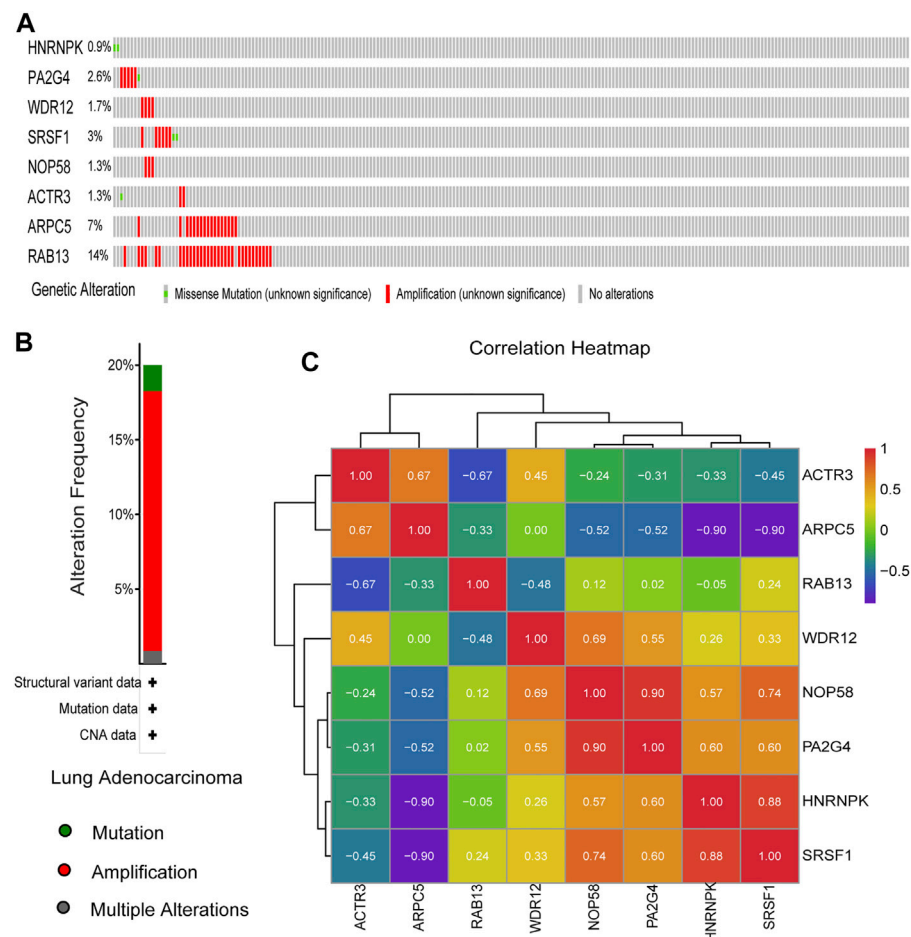 A
HNRNPK 0.9%
PA2G4 2.6%
WDR12 1.7%
SRSF1 3%
NOP58 1.3%
ACTR3 1.3%
ARPC5 7%
RAB13 14%
Genetic Alteration Missense Mutation (unknown significance) Amplification (unknown significance) No alterations
B
Alteration Frequency
20%
15%
10%
5%
Structural variant data +
Mutation data +
CNA data +
Lung Adenocarcinoma
Mutation
Amplification
Multiple Alterations
C
Correlation Heatmap
1.00 0.67 −0.67 0.45 −0.24 −0.31 −0.33 −0.45 ACTR3
0.67 1.00 −0.33 0.00 −0.52 −0.52 −0.90 −0.90 ARPC5
−0.67 −0.33 1.00 −0.48 0.12 0.02 −0.05 0.24 RAB13
0.45 0.00 −0.48 1.00 0.69 0.55 0.26 0.33 WDR12
−0.24 −0.52 0.12 0.69 1.00 0.90 0.57 0.74 NOP58
−0.31 −0.52 0.02 0.55 0.90 1.00 0.60 0.60 PA2G4
−0.33 −0.90 −0.05 0.26 0.57 0.60 1.00 0.88 HNRNPK
−0.45 −0.90 0.24 0.33 0.74 0.60 0.88 1.00 SRSF1
ACTR3 ARPC5 RAB13 WDR12 NOP58 PA2G4 HNRNPK SRSF1
1
0.5
0
−0.5